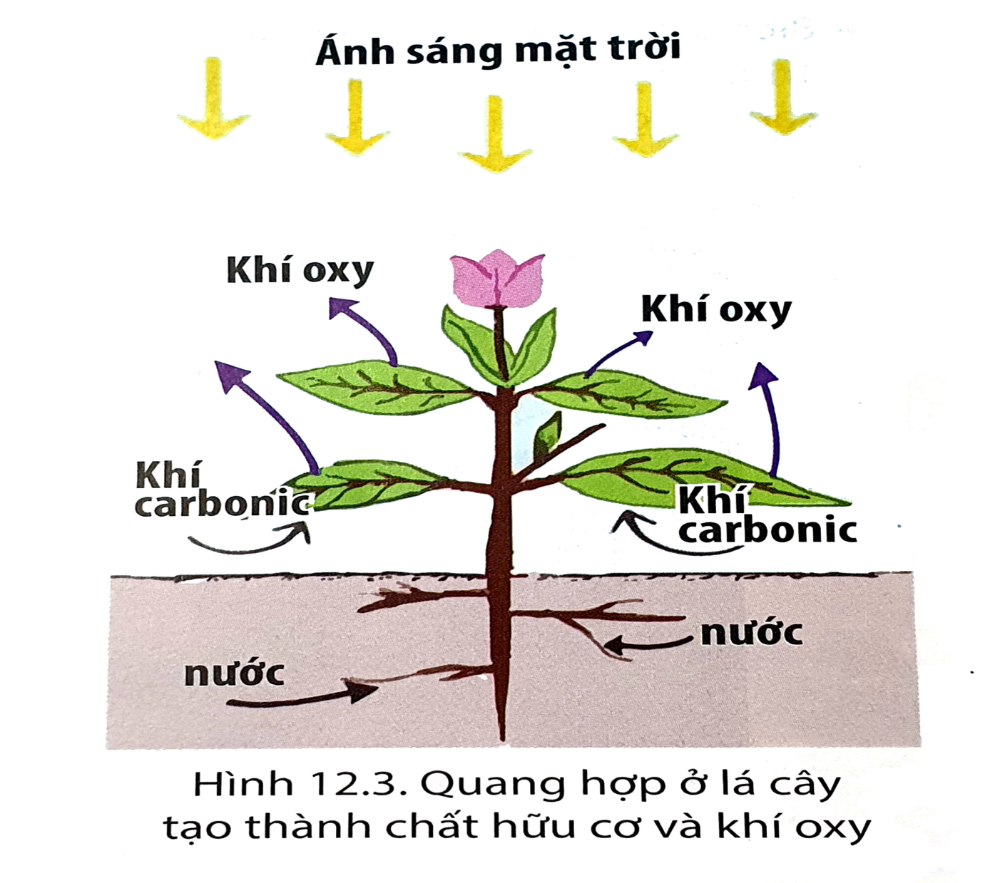 Ánh sáng mặt trời
Khí oxy
Khí oxy
Khí
carbonic
Khí
carbonic
nước
nước
Hình 12.3. Quang hợp ở lá cây
tạo thành chất hữu cơ và khí oxy